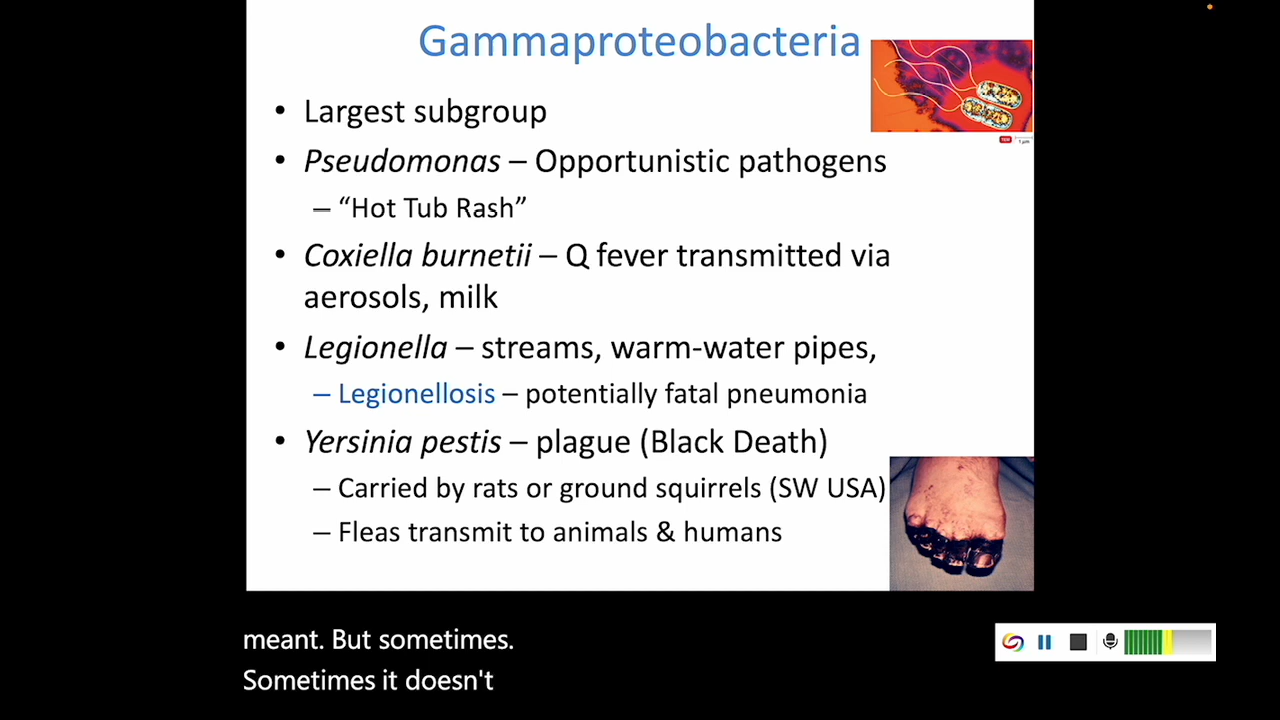 Gammaproteobacteria
• Largest subgroup
• Pseudomonas – Opportunistic pathogens
– “Hot Tub Rash”
• Coxiella burnetii – Q fever transmitted via
aerosols, milk
• Legionella – streams, warm-water pipes,
– Legionellosis – potentially fatal pneumonia
• Yersinia pestis – plague (Black Death)
– Carried by rats or ground squirrels (SW USA)
– Fleas transmit to animals & humans
meant. But sometimes.
Sometimes it doesn't